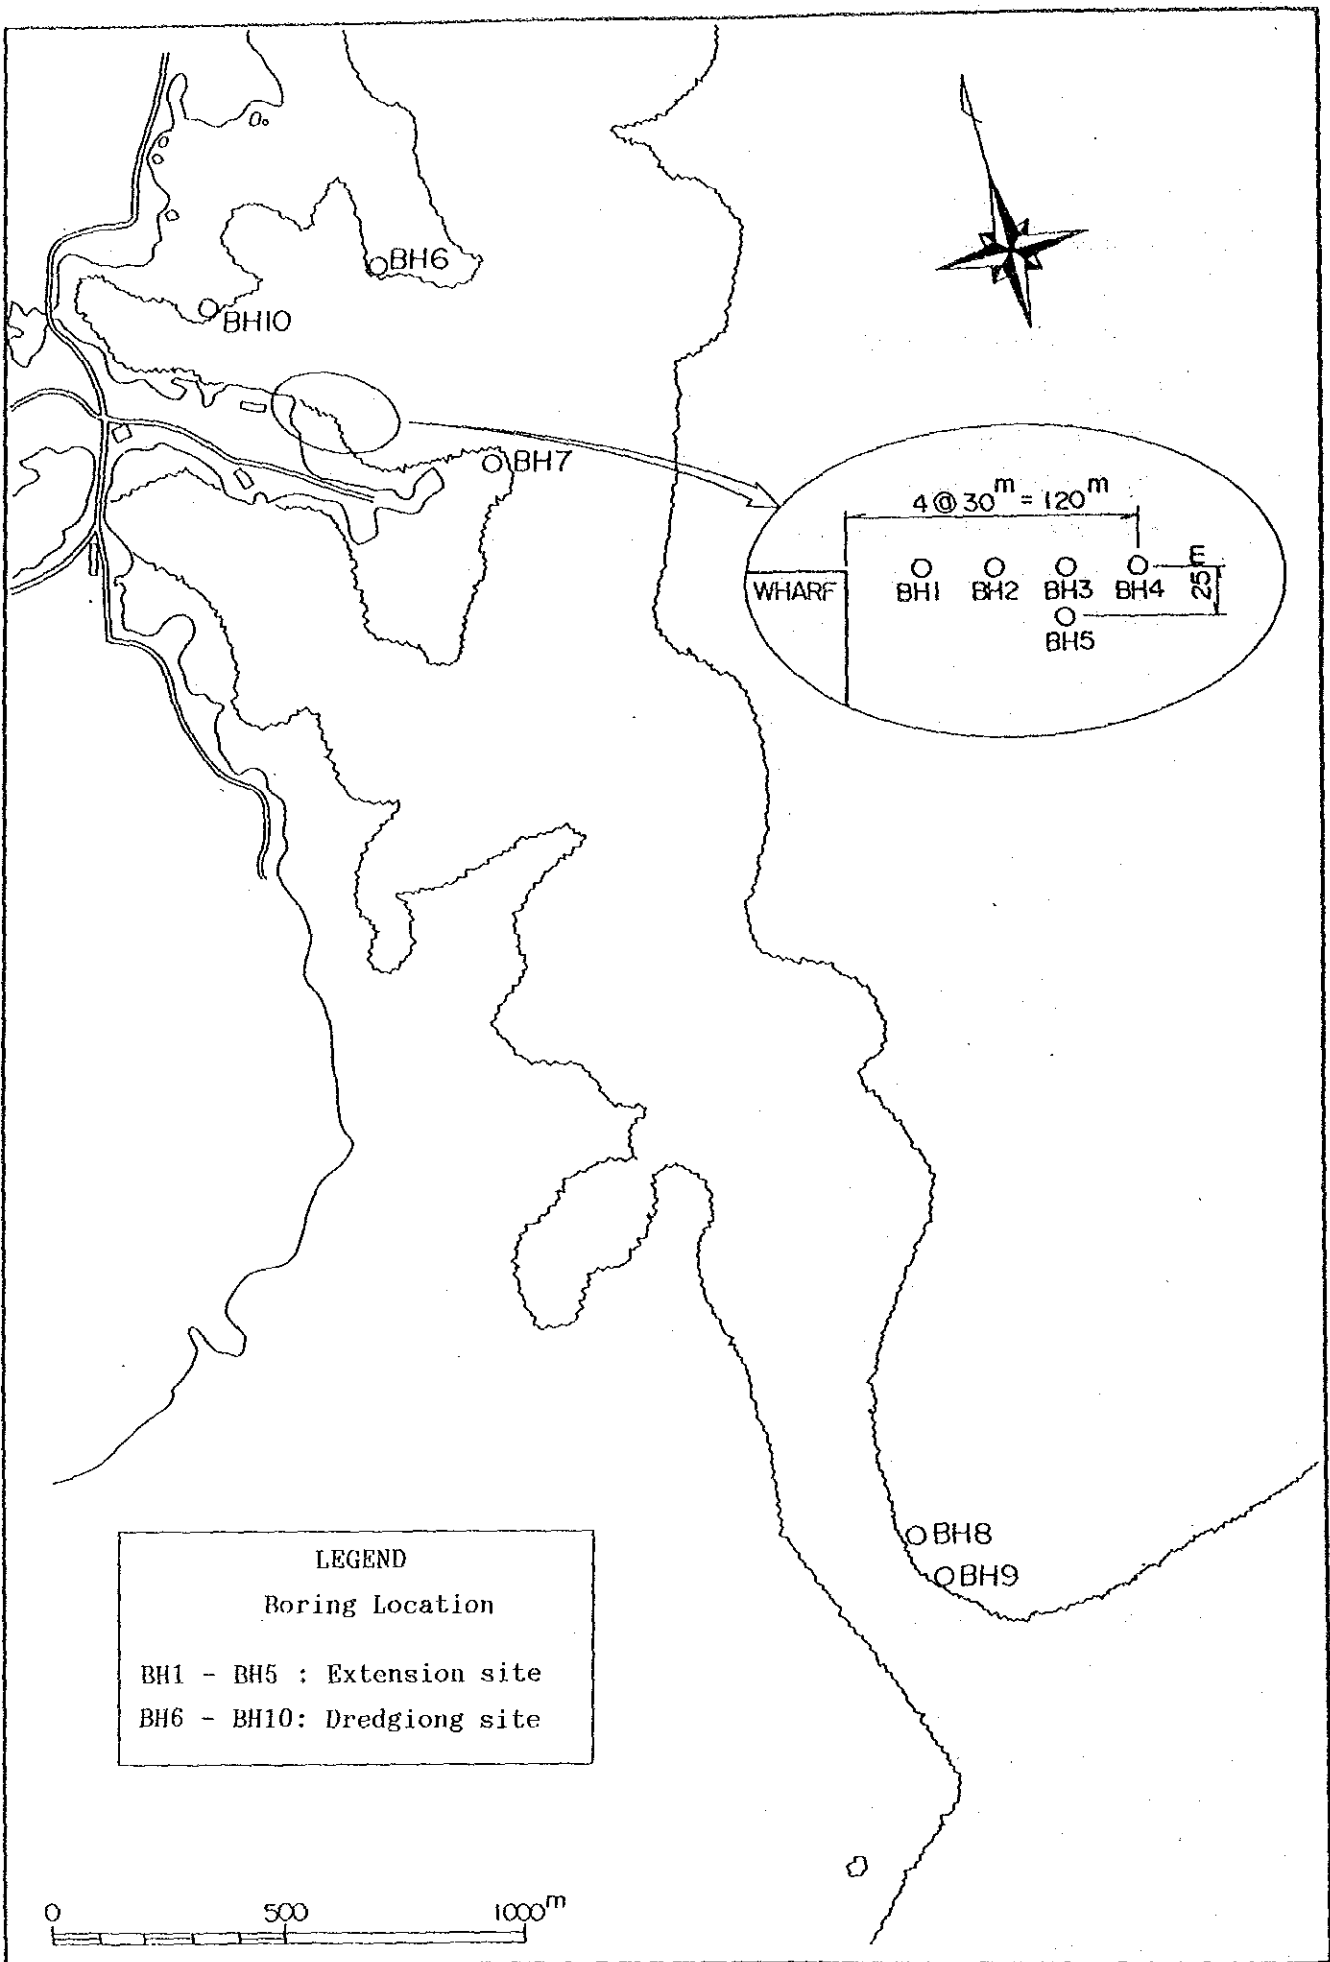 BH6
BH10
BH7
4 @ 30m = 120m
WHARF
BH1 BH2 BH3 BH4
25m
BH5
BH8
BH9
LEGEND
Boring Location
BH1 - BH5 : Extension site
BH6 - BH10: Dredgiong site
0 500 1000m